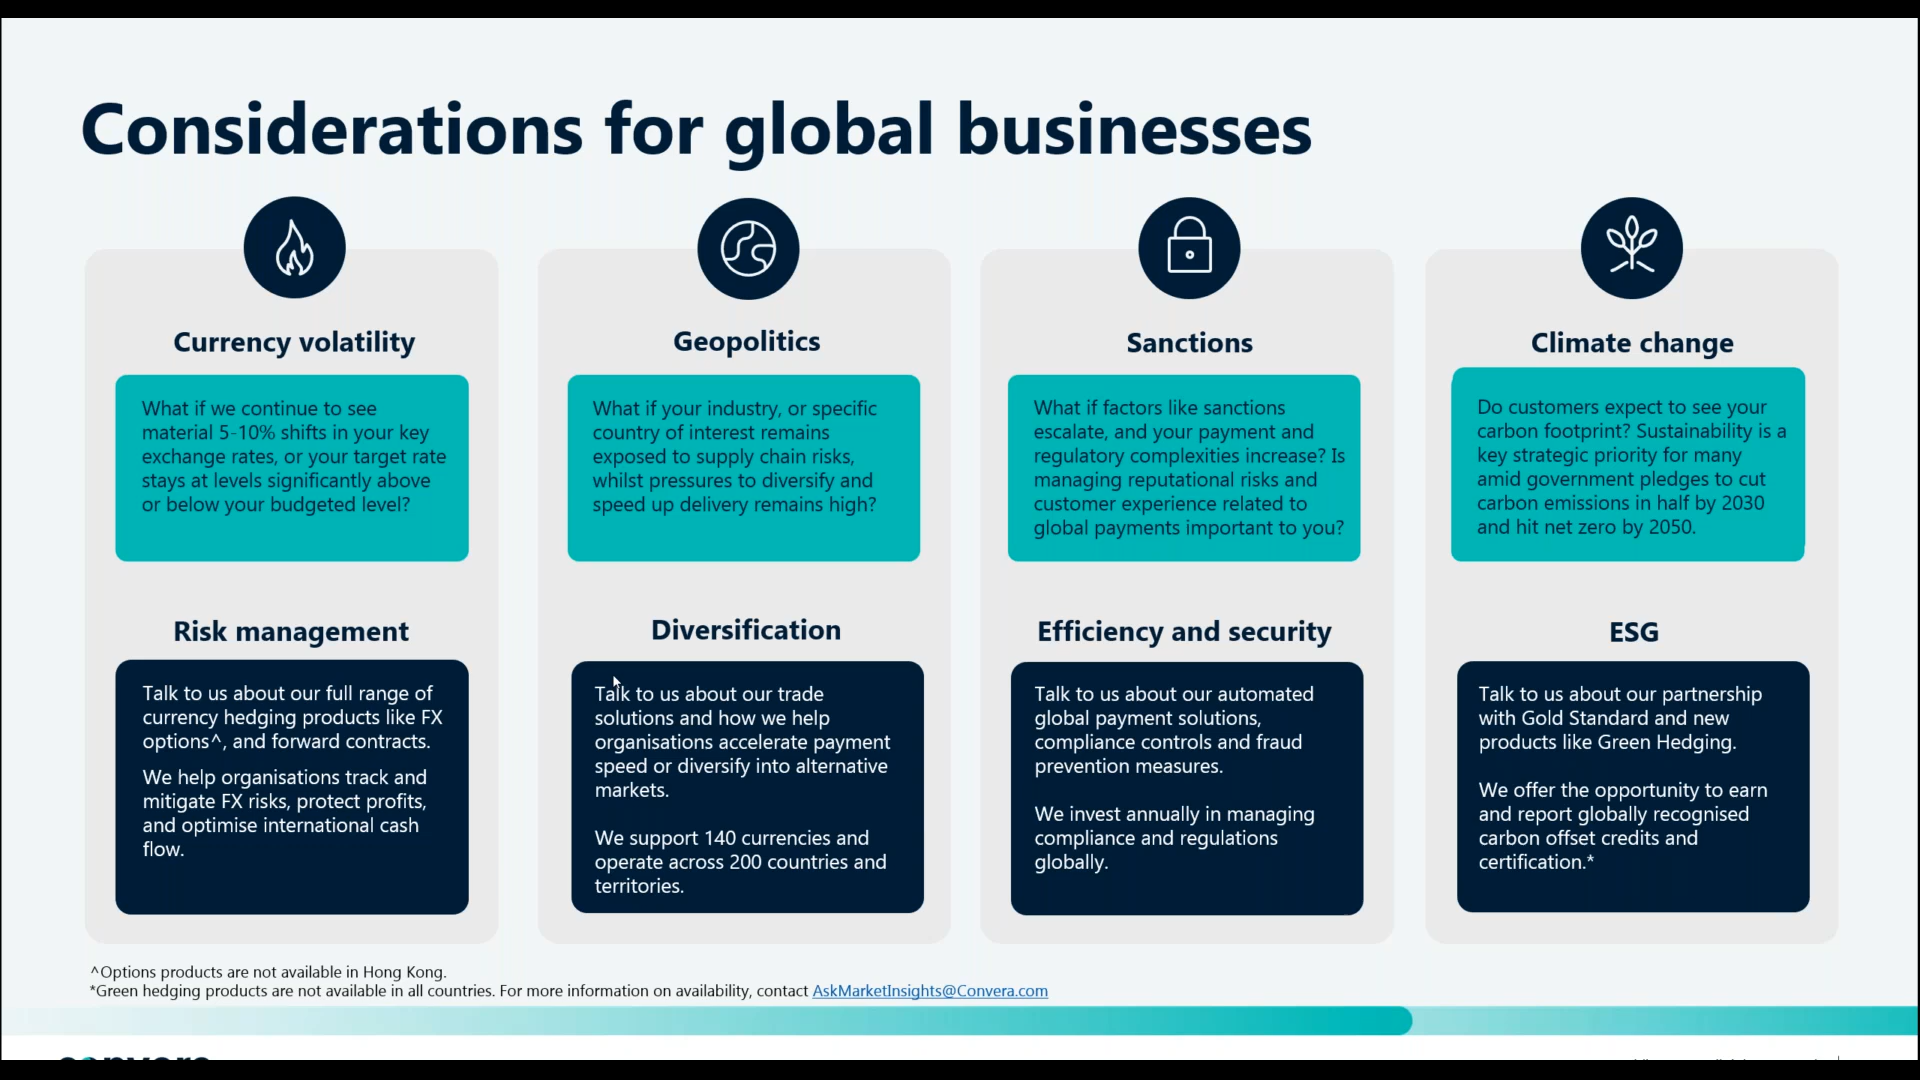 Considerations for global businesses
Currency volatility
What if we continue to see
material 5-10% shifts in your key
exchange rates, or your target rate
stays at levels significantly above
or below your budgeted level?
Risk management
Talk to us about our full range of
currency hedging products like FX
options^, and forward contracts.
We help organisations track and
mitigate FX risks, protect profits,
and optimise international cash
flow.
Geopolitics
What if your industry, or specific
country of interest remains
exposed to supply chain risks,
whilst pressures to diversify and
speed up delivery remains high?
Diversification
Talk to us about our trade
solutions and how we help
organisations accelerate payment
speed or diversify into alternative
markets.
We support 140 currencies and
operate across 200 countries and
territories.
Sanctions
What if factors like sanctions
escalate, and your payment and
regulatory complexities increase? Is
managing reputational risks and
customer experience related to
global payments important to you?
Efficiency and security
Talk to us about our automated
global payment solutions,
compliance controls and fraud
prevention measures.
We invest annually in managing
compliance and regulations
globally.
Climate change
Do customers expect to see your
carbon footprint? Sustainability is a
key strategic priority for many
amid government pledges to cut
carbon emissions in half by 2030
and hit net zero by 2050.
ESG
Talk to us about our partnership
with Gold Standard and new
products like Green Hedging.
We offer the opportunity to earn
and report globally recognised
carbon offset credits and
certification.*
^Options products are not available in Hong Kong.
*Green hedging products are not available in all countries. For more information on availability, contact AskMarketInsights@Convera.com
convera